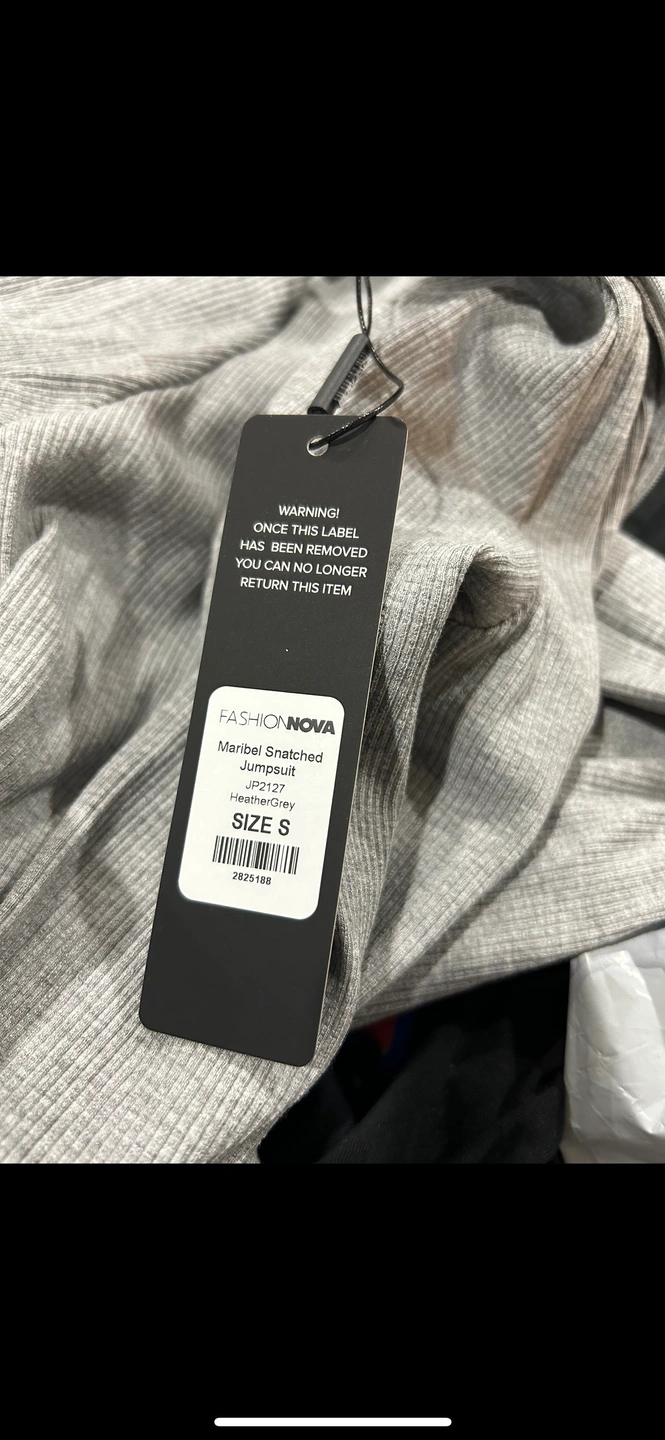 WARNING!
ONCE THIS LABEL
HAS BEEN REMOVED
YOU CAN NO LONGER
RETURN THIS ITEM
FASHIONNOVA
Maribel Snatched
Jumpsuit
JP2127
HeatherGrey
SIZE S
2825188